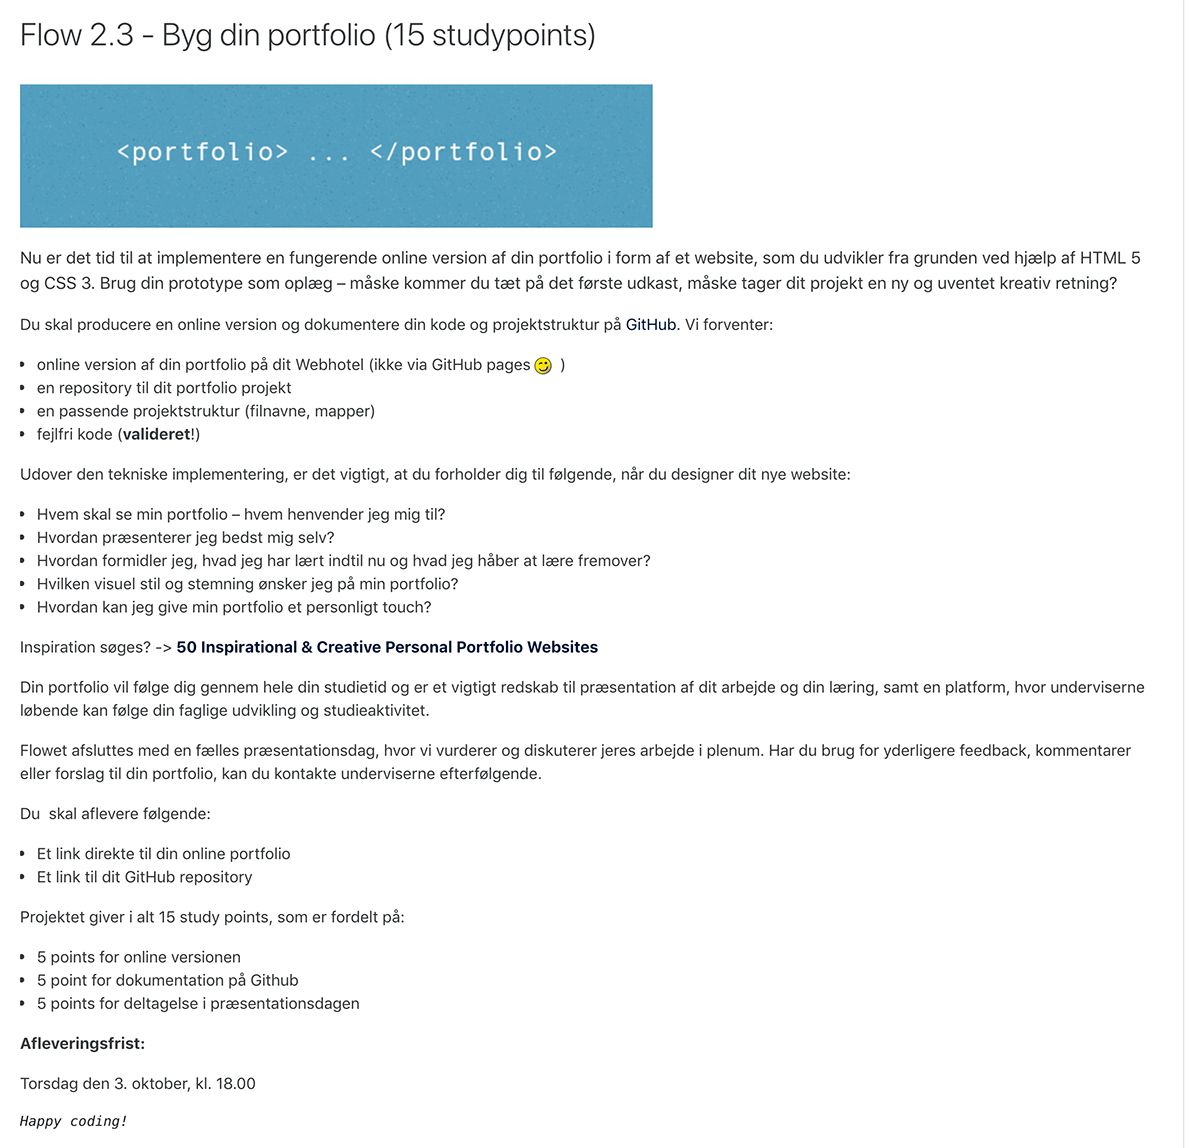 Flow 2.3 - Byg din portfolio (15 studypoints)
<portfolio> ... </portfolio>
Nu er det tid til at implementere en fungerende online version af din portfolio i form af et website, som du udvikler fra grunden ved hjælp af HTML 5
og CSS 3. Brug din prototype som oplæg – måske kommer du tæt på det første udkast, måske tager dit projekt en ny og uventet kreativ retning?
Du skal producere en online version og dokumentere din kode og projektstruktur på GitHub. Vi forventer:
• online version af din portfolio på dit Webhotel (ikke via GitHub pages )
• en repository til dit portfolio projekt
• en passende projektstruktur (filnavne, mapper)
• fejlfri kode (valideret!)
Udover den tekniske implementering, er det vigtigt, at du forholder dig til følgende, når du designer dit nye website:
• Hvem skal se min portfolio – hvem henvender jeg mig til?
• Hvordan præsenterer jeg bedst mig selv?
• Hvordan formidler jeg, hvad jeg har lært indtil nu og hvad jeg håber at lære fremover?
• Hvilken visuel stil og stemning ønsker jeg på min portfolio?
• Hvordan kan jeg give min portfolio et personligt touch?
Inspiration søges? -> 50 Inspirational & Creative Personal Portfolio Websites
Din portfolio vil følge dig gennem hele din studietid og er et vigtigt redskab til præsentation af dit arbejde og din læring, samt en platform, hvor underviserne
løbende kan følge din faglige udvikling og studieaktivitet.
Flowet afsluttes med en fælles præsentationsdag, hvor vi vurderer og diskuterer jeres arbejde i plenum. Har du brug for yderligere feedback, kommentarer
eller forslag til din portfolio, kan du kontakte underviserne efterfølgende.
Du  skal aflevere følgende:
• Et link direkte til din online portfolio
• Et link til dit GitHub repository
Projektet giver i alt 15 study points, som er fordelt på:
• 5 points for online versionen
• 5 point for dokumentation på Github
• 5 points for deltagelse i præsentationsdagen
Afleveringsfrist:
Torsdag den 3. oktober, kl. 18.00
Happy coding!